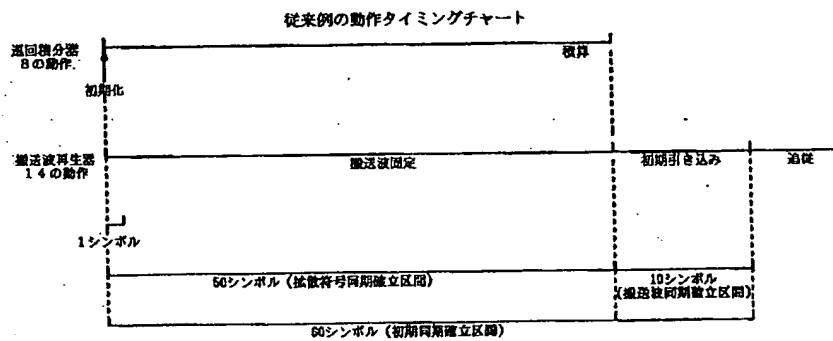 従来例の動作タイミングチャート
巡回積分器
8の動作
積算
初期化
搬送波再生器
14の動作
搬送波固定
初期引き込み
追従
1シンボル
50シンボル(拡散符号同期確立区間)
10シンボル
(搬送波同期確立区間)
60シンボル(初期同期確立区間)